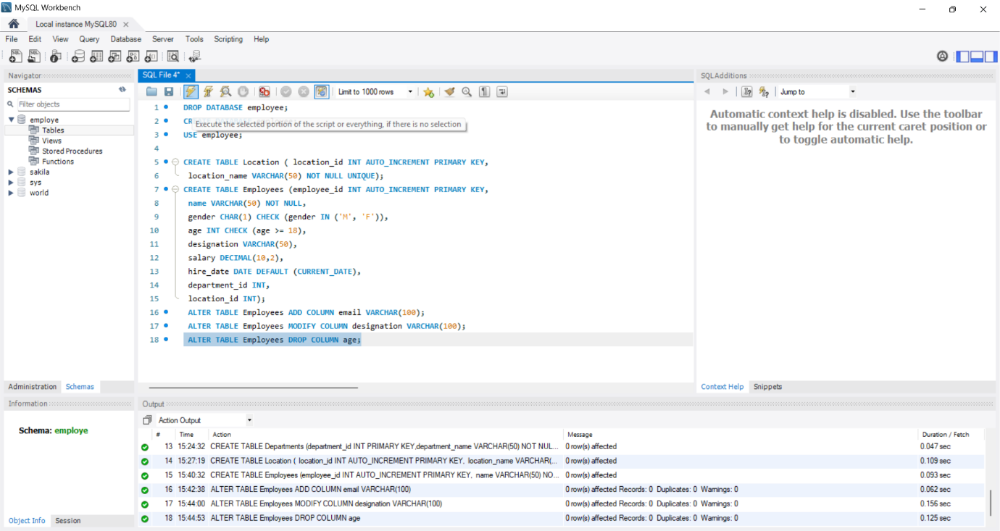 MySQL Workbench
Local instance MySQL80
File Edit View Query Database Server Tools Scripting Help
Navigator
SCHEMAS
Filter objects
employe
Tables
Views
Stored Procedures
Functions
sakila
sys
world
Administration Schemas
Information
Schema: employe
Object Info Session
SQL File 4*
Limit to 1000 rows
1 DROP DATABASE employee;
2 CR
Execute the selected portion of the script or everything, if there is no selection
3 USE employee;
4
5 CREATE TABLE Location ( location_id INT AUTO_INCREMENT PRIMARY KEY,
6 location_name VARCHAR(50) NOT NULL UNIQUE);
7 CREATE TABLE Employees (employee_id INT AUTO_INCREMENT PRIMARY KEY,
8 name VARCHAR(50) NOT NULL,
9 gender CHAR(1) CHECK (gender IN ('M', 'F')),
10 age INT CHECK (age >= 18),
11 designation VARCHAR(50),
12 salary DECIMAL(10,2),
13 hire_date DATE DEFAULT (CURRENT_DATE),
14 department_id INT,
15 location_id INT);
16 ALTER TABLE Employees ADD COLUMN email VARCHAR(100);
17 ALTER TABLE Employees MODIFY COLUMN designation VARCHAR(100);
18 ALTER TABLE Employees DROP COLUMN age;
SQLAdditions
Jump to
Automatic context help is disabled. Use the toolbar
to manually get help for the current caret position or
to toggle automatic help.
Context Help Snippets
Output
Action Output
# Time Action Message Duration / Fetch
13 15:24:32 CREATE TABLE Departments (department_id INT PRIMARY KEY,department_name VARCHAR(50) NOT NUL... 0 row(s) affected 0.047 sec
14 15:27:19 CREATE TABLE Location ( location_id INT AUTO_INCREMENT PRIMARY KEY, location_name VARCHAR(... 0 row(s) affected 0.109 sec
15 15:40:32 CREATE TABLE Employees (employee_id INT AUTO_INCREMENT PRIMARY KEY, name VARCHAR(50) NO... 0 row(s) affected 0.093 sec
16 15:42:38 ALTER TABLE Employees ADD COLUMN email VARCHAR(100) 0 row(s) affected Records: 0 Duplicates: 0 Warnings: 0 0.062 sec
17 15:44:00 ALTER TABLE Employees MODIFY COLUMN designation VARCHAR(100) 0 row(s) affected Records: 0 Duplicates: 0 Warnings: 0 0.156 sec
18 15:44:53 ALTER TABLE Employees DROP COLUMN age 0 row(s) affected Records: 0 Duplicates: 0 Warnings: 0 0.125 sec